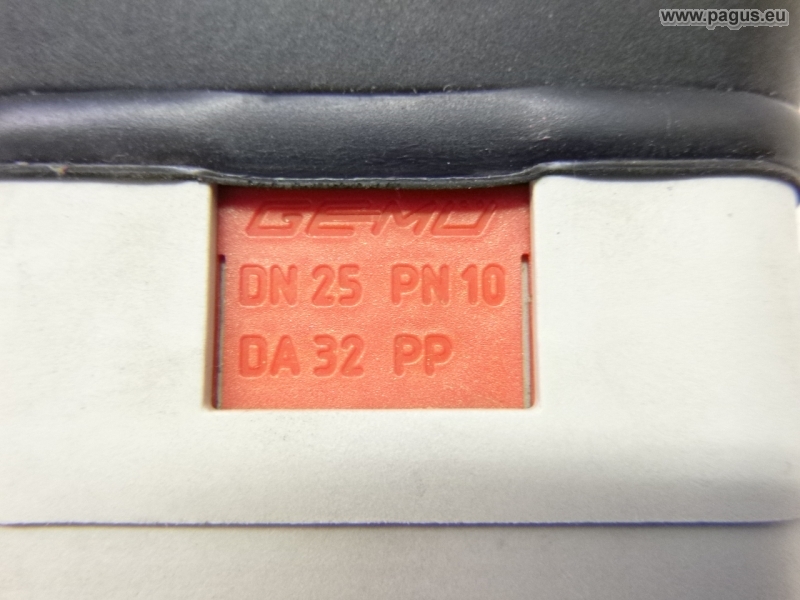 www.pagus.eu
GEMÜ
DN 25 PN 10
DA 32 PP